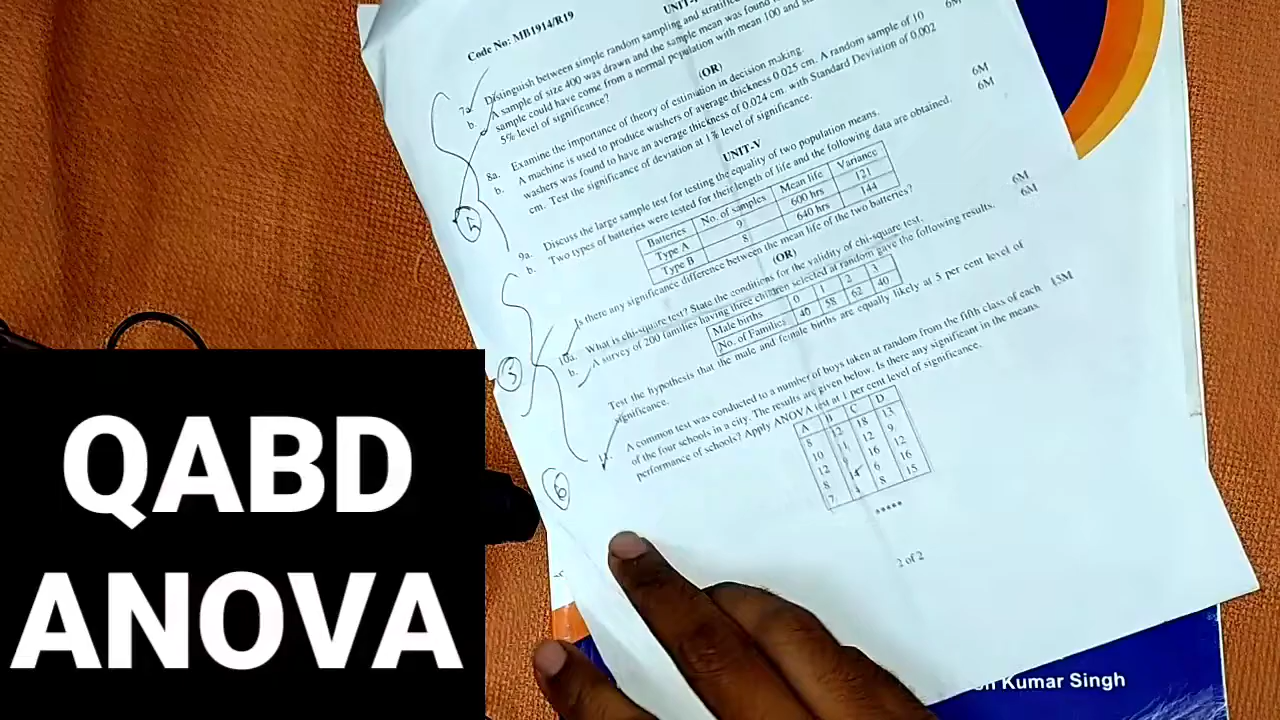 Code No: MB1914/R19
UNIT-
7a. Distinguish between simple random sampling and
b. A sample of size 400 was drawn and the sample mean was found
sample could have come from a normal population with mean 100 and
5% level of significance?
(OR)
6M
8a. Examine the importance of theory of estimation in decision making.
b. A machine is used to produce washers of average thickness 0.025 cm. A random sample of 10
washers was found to have an average thickness of 0.024 cm. with Standard Deviation of 0.002
cm. Test the significance of deviation at 1% level of significance.
6M
6M
UNIT-V
9a. Discuss the large sample test for testing the equality of two population means.
b. Two types of batteries were tested for their length of life and the following data are obtained.
Batteries No. of samples Mean life Variance
Type A 9 600 hrs 121
Type B 8 640 hrs 144
Is there any significance difference between the mean life of the two batteries?
6M
6M
(OR)
10a. What is chi-square test? State the conditions for the validity of chi-square test.
b. A survey of 200 families having three children selected at random gave the following results.
Male births 0 1 2 3
No. of Families 40 58 62 40
Test the hypothesis that the male and female births are equally likely at 5 per cent level of
significance.
11. A common test was conducted to a number of boys taken at random from the fifth class of each 15M
of the four schools in a city. The results are given below. Is there any significant in the means
performance of schools? Apply ANOVA test at 1 per cent level of significance.
A C D
8 12 18 13
10 11 12 9
12 16 12
8 14 6 16
7 4 8 15
*****
2 of 2
6
QABD
ANOVA
Kumar Singh